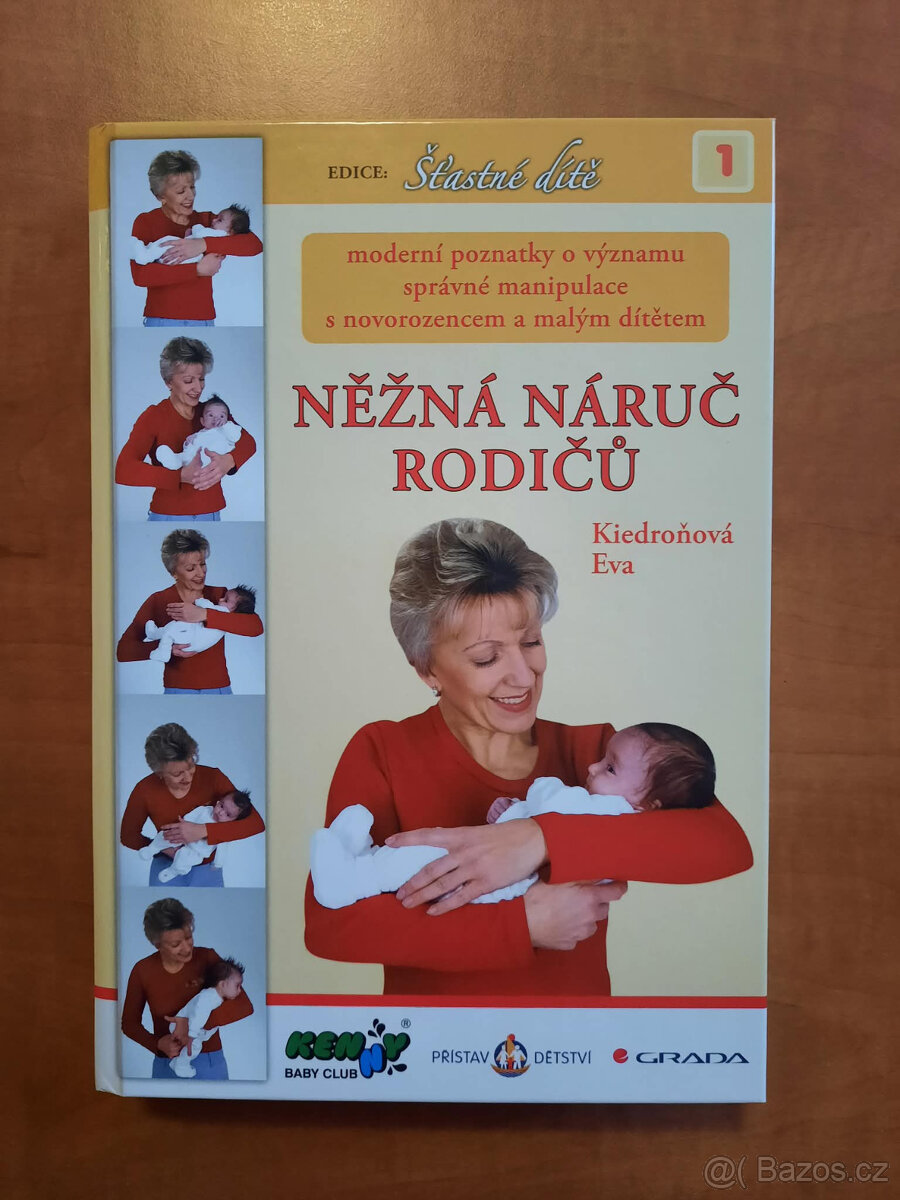 EDICE: Šťastné dítě 1
moderní poznatky o významu
správné manipulace
s novorozencem a malým dítětem
NĚŽNÁ NÁRUČ
RODIČŮ
Kiedroňová
Eva
KENNY ®
BABY CLUB
PŘÍSTAV DĚTSTVÍ
GRADA
@( Bazos.cz